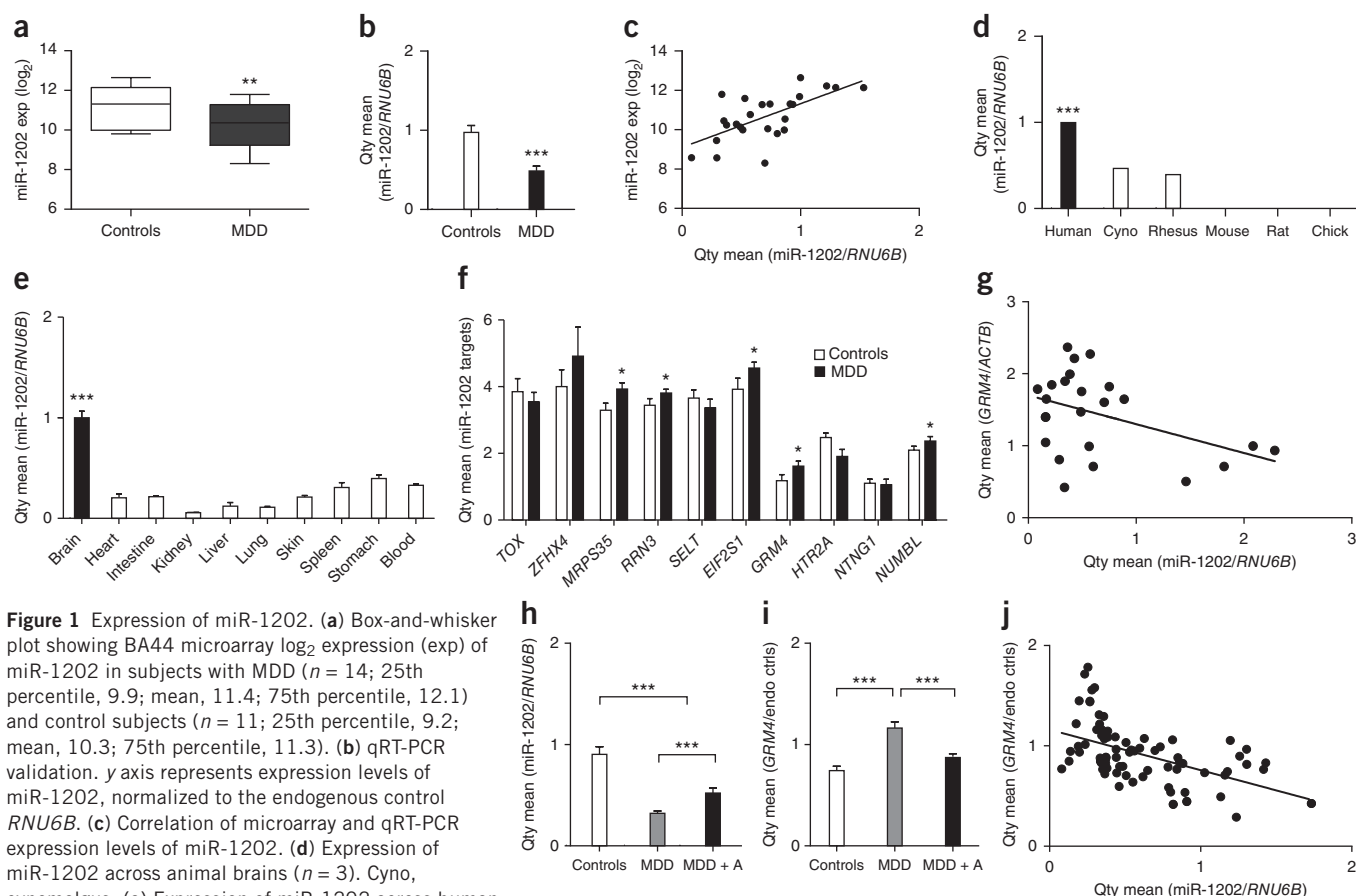 a
miR-1202 exp (log2)
14
12
10
8
6
**
Controls
MDD
b
Qty mean
(miR-1202/RNU6B)
2
1
0
***
Controls
MDD
c
miR-1202 exp (log2)
14
12
10
8
6
0
1
2
Qty mean (miR-1202/RNU6B)
d
Qty mean
(miR-1202/RNU6B)
2
1
0
***
Human
Cyno
Rhesus
Mouse
Rat
Chick
e
Qty mean (miR-1202/RNU6B)
2
1
0
***
Brain
Heart
Intestine
Kidney
Liver
Lung
Skin
Spleen
Stomach
Blood
f
Qty mean (miR-1202 targets)
6
4
2
0
Controls
MDD
*
*
*
*
*
TOX
ZFHX4
MRPS35
RRN3
SELT
EIF2S1
GRM4
HTR2A
NTNG1
NUMBL
g
Qty mean (GRM4/ACTB)
3
2
1
0
0
1
2
3
Qty mean (miR-1202/RNU6B)
Figure 1 Expression of miR-1202. (a) Box-and-whisker
plot showing BA44 microarray log2 expression (exp) of
miR-1202 in subjects with MDD (n = 14; 25th
percentile, 9.9; mean, 11.4; 75th percentile, 12.1)
and control subjects (n = 11; 25th percentile, 9.2;
mean, 10.3; 75th percentile, 11.3). (b) qRT-PCR
validation. y axis represents expression levels of
miR-1202, normalized to the endogenous control
RNU6B. (c) Correlation of microarray and qRT-PCR
expression levels of miR-1202. (d) Expression of
miR-1202 across animal brains (n = 3). Cyno,
h
Qty mean (miR-1202/RNU6B)
2
1
0
***
***
Controls
MDD
MDD + A
i
Qty mean (GRM4/endo ctrls)
2
1
0
***
***
Controls
MDD
MDD + A
j
Qty mean (GRM4/endo ctrls)
2
1
0
0
1
2
Qty mean (miR-1202/RNU6B)